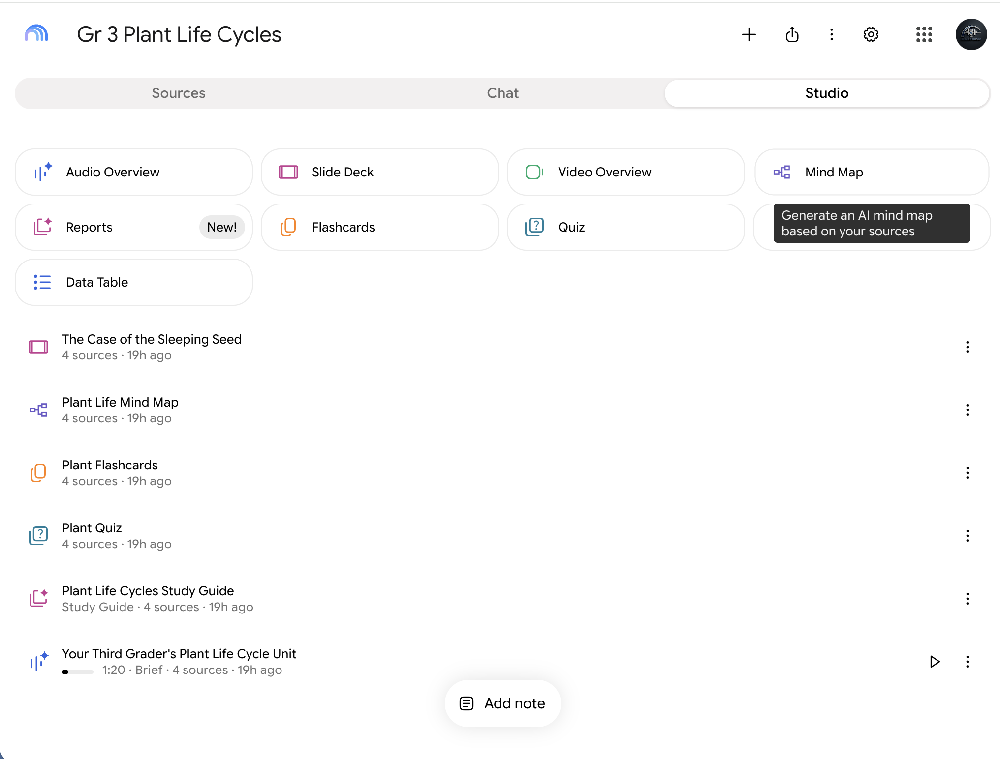 Gr 3 Plant Life Cycles
Sources
Chat
Studio
Audio Overview
Slide Deck
Video Overview
Mind Map
Reports
New!
Flashcards
Quiz
Generate an AI mind map
based on your sources
Data Table
The Case of the Sleeping Seed
4 sources · 19h ago
Plant Life Mind Map
4 sources · 19h ago
Plant Flashcards
4 sources · 19h ago
Plant Quiz
4 sources · 19h ago
Plant Life Cycles Study Guide
Study Guide · 4 sources · 19h ago
Your Third Grader's Plant Life Cycle Unit
1:20 · Brief · 4 sources · 19h ago
Add note